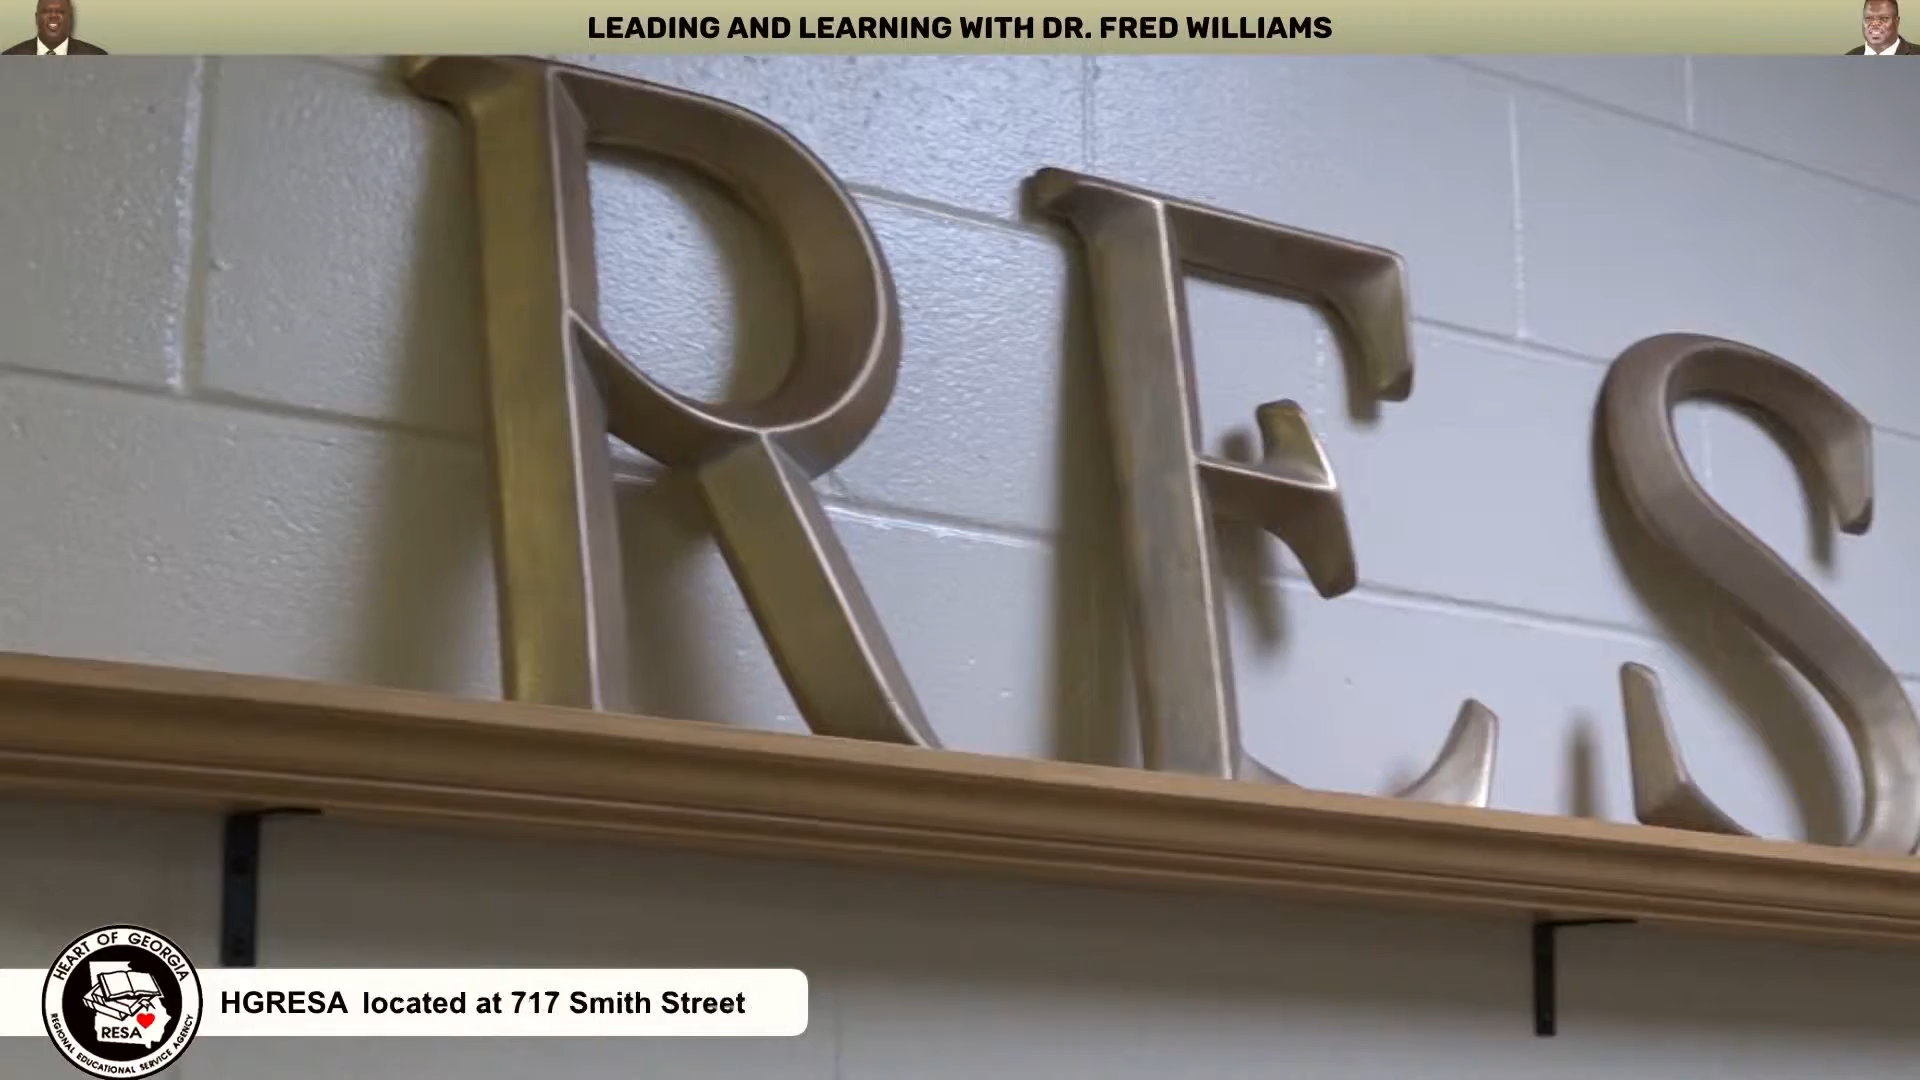 LEADING AND LEARNING WITH DR. FRED WILLIAMS
RES
HEART OF GEORGIA
RESA
REGIONAL EDUCATIONAL SERVICE AGENCY
HGRESA located at 717 Smith Street